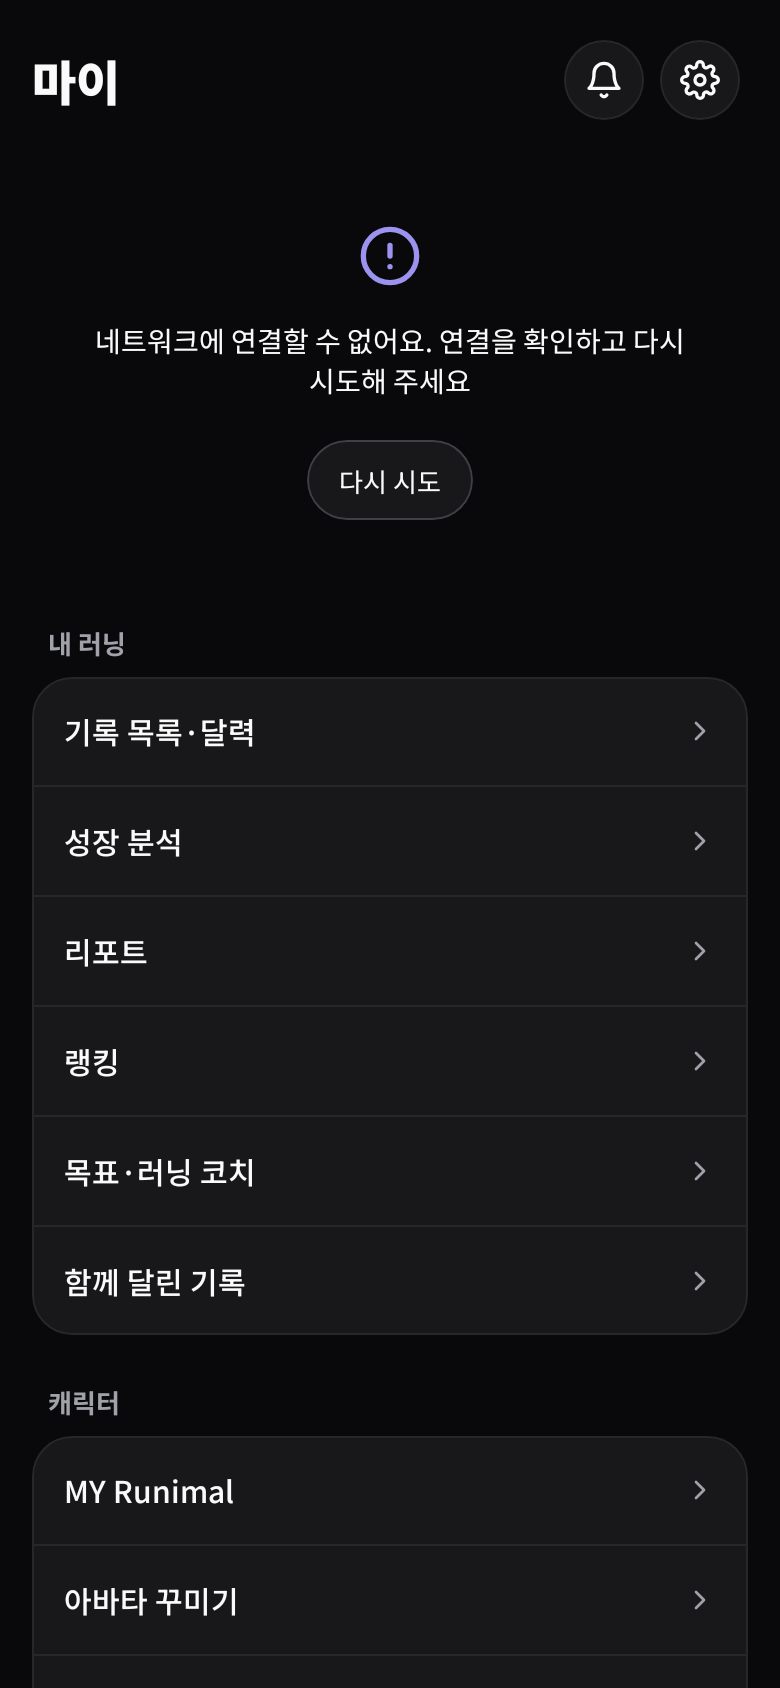 마이
네트워크에 연결할 수 없어요. 연결을 확인하고 다시
시도해 주세요
다시 시도
내 러닝
기록 목록·달력
성장 분석
리포트
랭킹
목표·러닝 코치
함께 달린 기록
캐릭터
MY Runimal
아바타 꾸미기